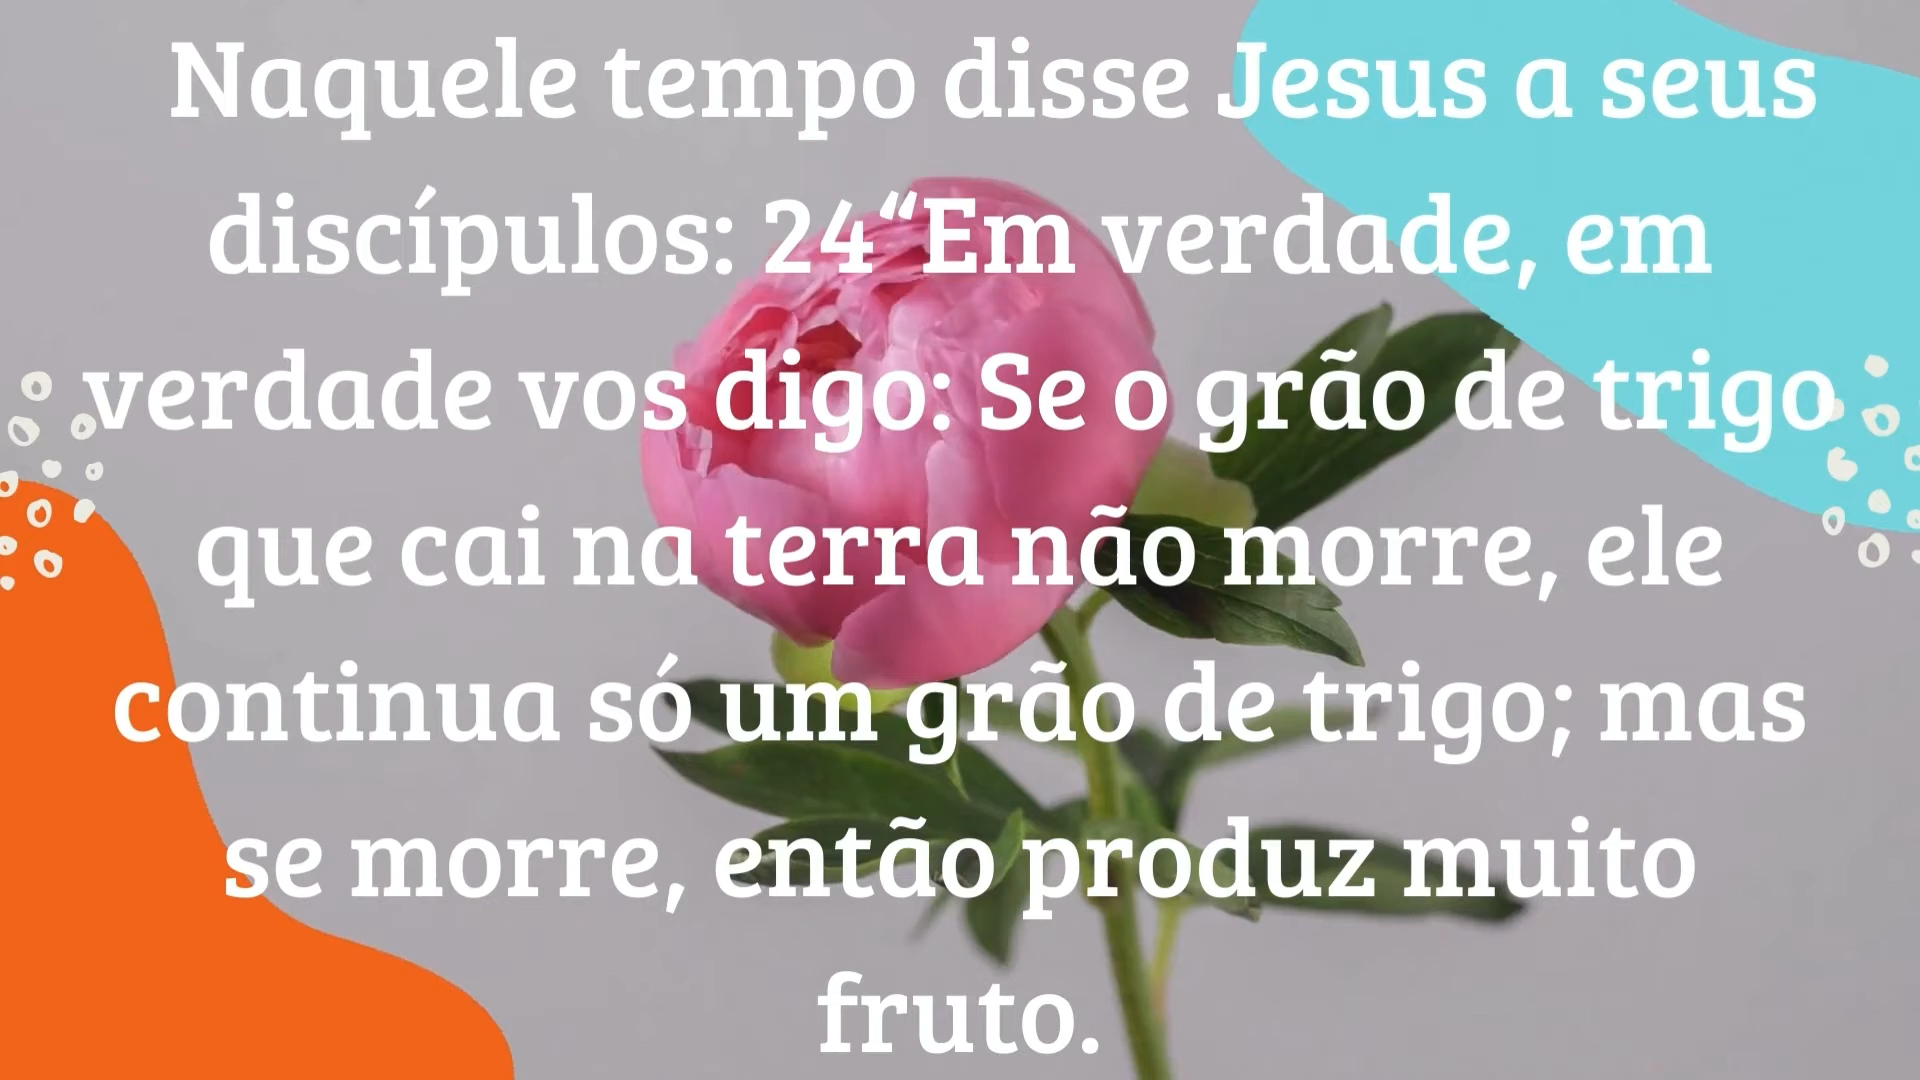 Naquele tempo disse Jesus a seus
discípulos: 24“Em verdade, em
verdade vos digo: Se o grão de trigo
que cai na terra não morre, ele
continua só um grão de trigo; mas
se morre, então produz muito
fruto.